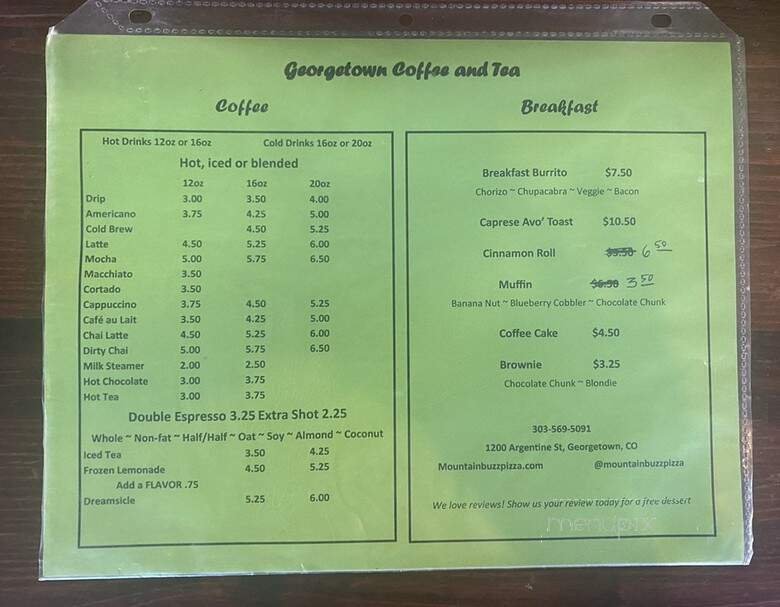 Georgetown Coffee and Tea
Coffee
Hot Drinks 12oz or 16oz Cold Drinks 16oz or 20oz
Hot, iced or blended
12oz 16oz 20oz
Drip 3.00 3.50 4.00
Americano 3.75 4.25 5.00
Cold Brew 4.50 5.25
Latte 4.50 5.25 6.00
Mocha 5.00 5.75 6.50
Macchiato 3.50
Cortado 3.50
Cappuccino 3.75 4.50 5.25
Café au Lait 3.50 4.25 5.00
Chai Latte 4.50 5.25 6.00
Dirty Chai 5.00 5.75 6.50
Milk Steamer 2.00 2.50
Hot Chocolate 3.00 3.75
Hot Tea 3.00 3.75
Double Espresso 3.25 Extra Shot 2.25
Whole ~ Non-fat ~ Half/Half ~ Oat ~ Soy ~ Almond ~ Coconut
Iced Tea 3.50 4.25
Frozen Lemonade 4.50 5.25
Add a FLAVOR .75
Dreamsicle 5.25 6.00
Breakfast
Breakfast Burrito $7.50
Chorizo ~ Chupacabra ~ Veggie ~ Bacon
Caprese Avo' Toast $10.50
Cinnamon Roll 6 50
Muffin 3 50
Banana Nut ~ Blueberry Cobbler ~ Chocolate Chunk
Coffee Cake $4.50
Brownie $3.25
Chocolate Chunk ~ Blondie
303-569-5091
1200 Argentine St, Georgetown, CO
Mountainbuzzpizza.com @mountainbuzzpizza
We love reviews! Show us your review today for a free dessert
menupix